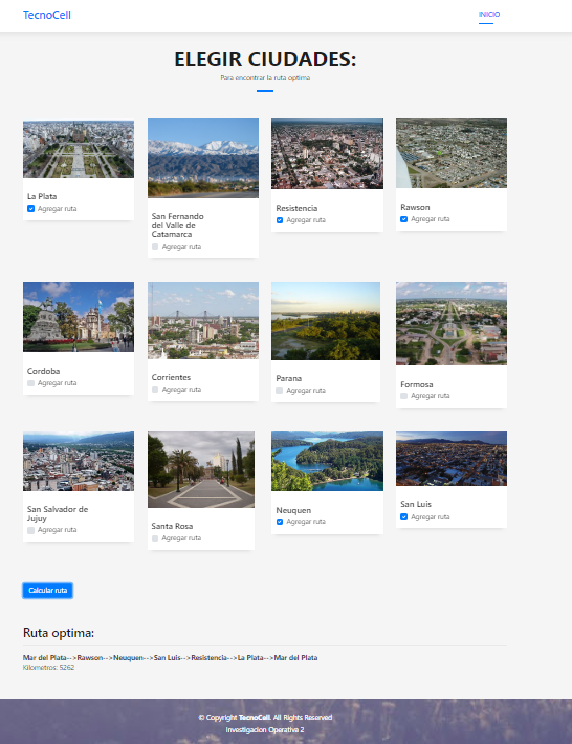 TecnoCell
INICIO
ELEGIR CIUDADES:
Para encontrar la ruta optima
La Plata
Agregar ruta
San Fernando
del Valle de
Catamarca
Agregar ruta
Resistencia
Agregar ruta
Rawson
Agregar ruta
Cordoba
Agregar ruta
Corrientes
Agregar ruta
Parana
Agregar ruta
Formosa
Agregar ruta
San Salvador de
Jujuy
Agregar ruta
Santa Rosa
Agregar ruta
Neuquen
Agregar ruta
San Luis
Agregar ruta
Calcular ruta
Ruta optima:
Mar del Plata-->Rawson-->Neuquen-->San Luis-->Resistencia-->La Plata-->Mar del Plata
Kilometros: 5262
© Copyright TecnoCell. All Rights Reserved
Investigacion Operativa 2